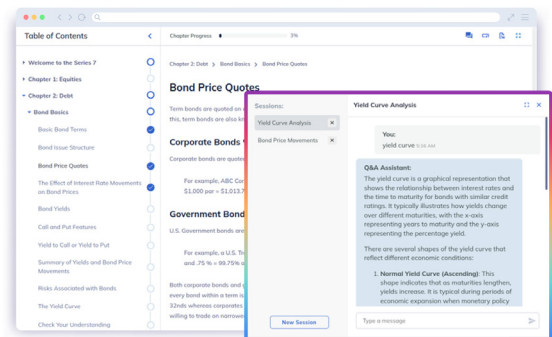 Table of Contents
Welcome to the Series 7
Chapter 1: Equities
Chapter 2: Debt
Bond Basics
Basic Bond Terms
Bond Issue Structure
Bond Price Quotes
The Effect of Interest Rate Movements
on Bond Prices
Bond Yields
Call and Put Features
Yield to Call or Yield to Put
Summary of Yields and Bond Price
Movements
Risks Associated with Bonds
The Yield Curve
Check Your Understanding
Chapter Progress
3%
Chapter 2: Debt > Bond Basics > Bond Price Quotes
Bond Price Quotes
Term bonds are quoted on
this, term bonds are also kn
Corporate Bonds
Corporate bonds are quote
For example, ABC Cor
$1,000 par = $1,013.7
Government Bond
U.S. Government bonds are
For example, a U.S. Tr
and .75 % = 99.75%
Both corporate bonds and
every bond within a term is
32nds whereas corporates
willing to trade on narrowe
Sessions:
Yield Curve Analysis
Bond Price Movements
New Session
Yield Curve Analysis
You:
yield curve
Q&A Assistant:
The yield curve is a graphical representation that
shows the relationship between interest rates and
the time to maturity for bonds with similar credit
ratings. It typically illustrates how yields change
over different maturities, with the x-axis
representing years to maturity and the y-axis
representing the percentage yield.
There are several shapes of the yield curve that
reflect different economic conditions:
1. Normal Yield Curve (Ascending): This
shape indicates that as maturities lengthen,
yields increase. It is typical during periods of
economic expansion when monetary policy
Type a message